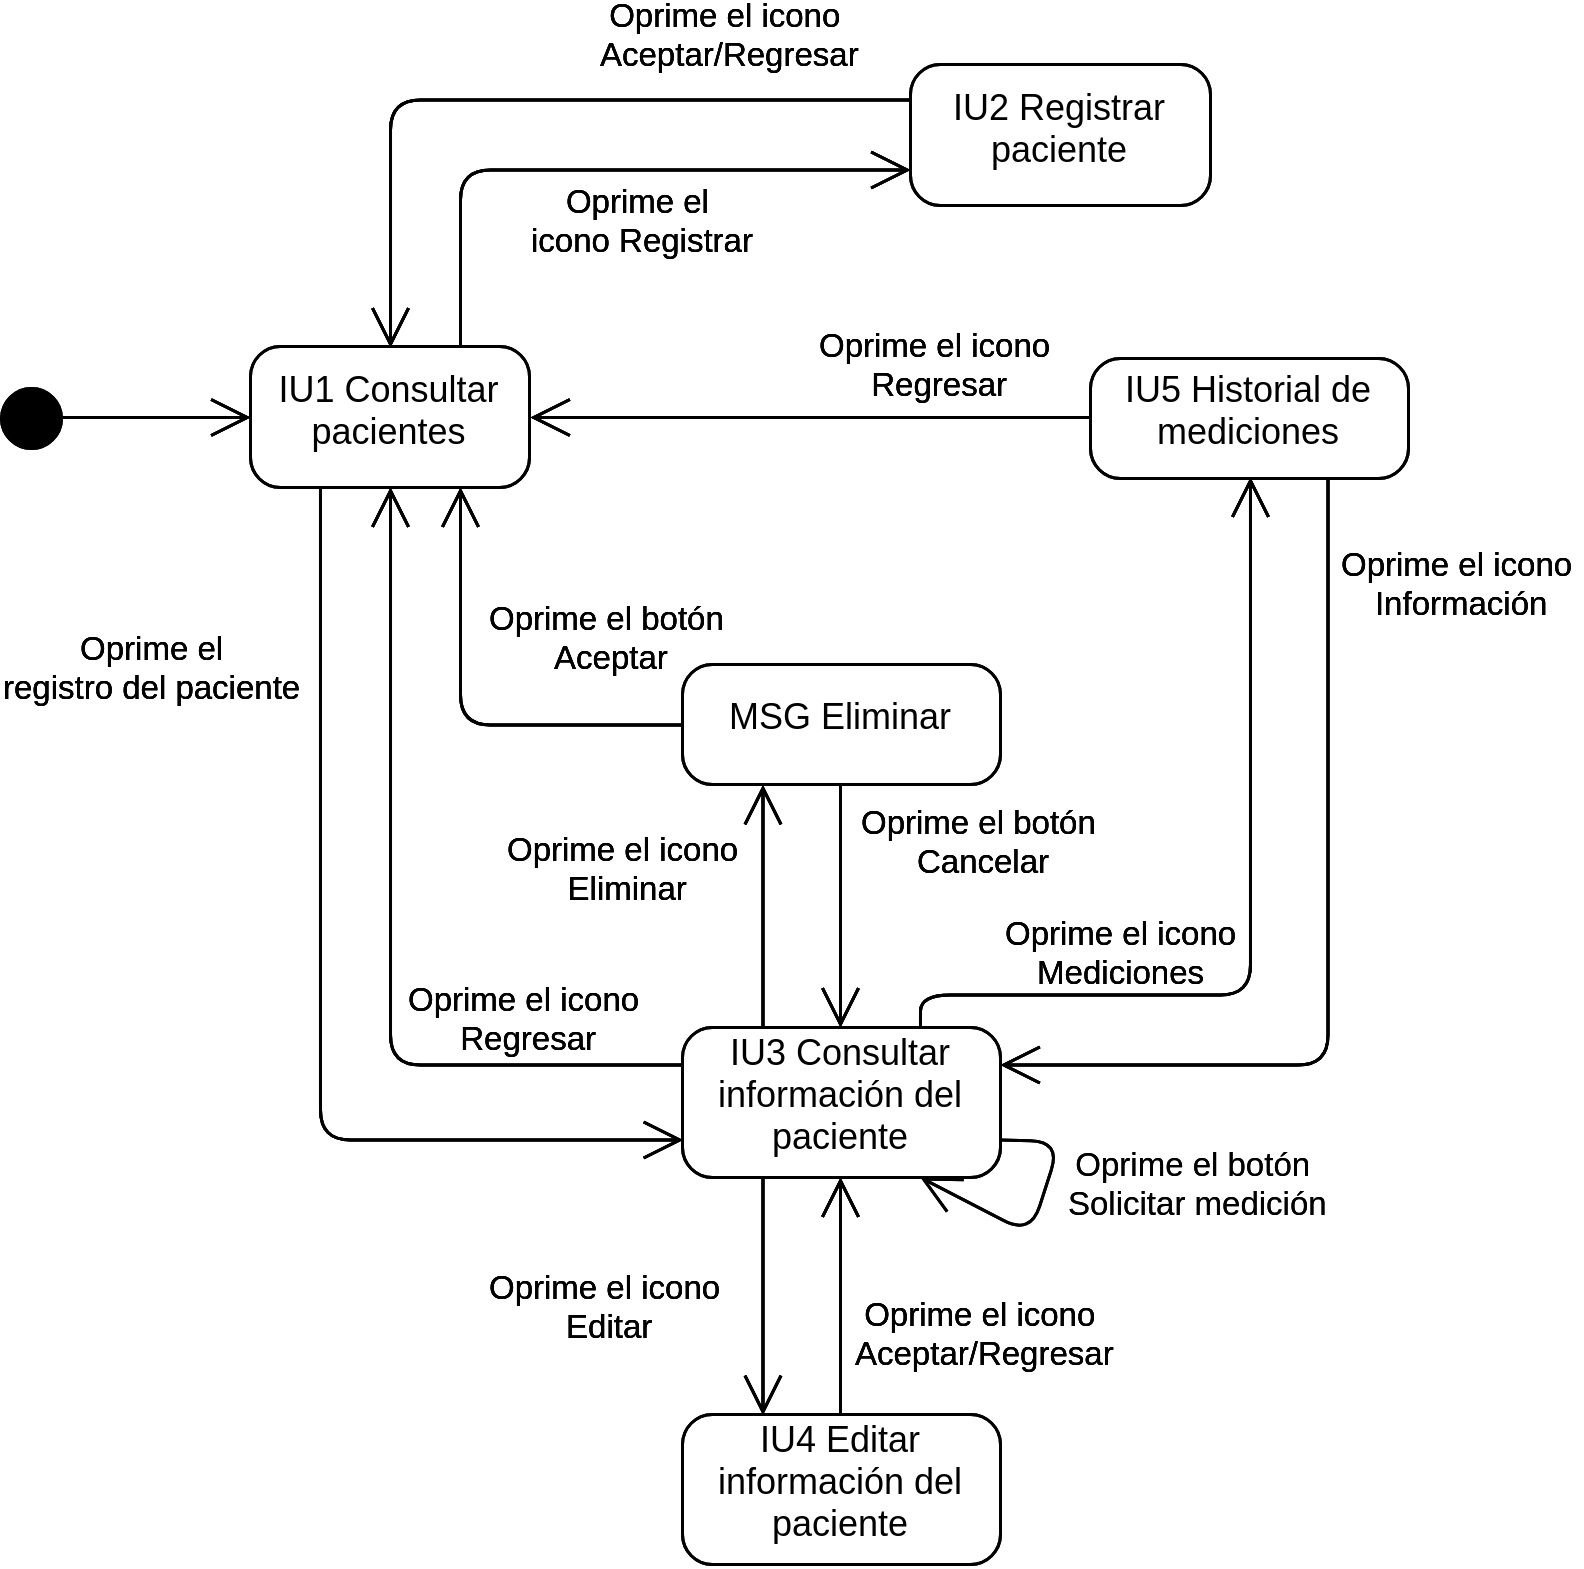 Oprime el icono
Aceptar/Regresar
IU2 Registrar
paciente
Oprime el
icono Registrar
Oprime el icono
Regresar
IU1 Consultar
pacientes
IU5 Historial de
mediciones
Oprime el icono
Información
Oprime el botón
Aceptar
Oprime el
registro del paciente
MSG Eliminar
Oprime el botón
Cancelar
Oprime el icono
Eliminar
Oprime el icono
Mediciones
Oprime el icono
Regresar
IU3 Consultar
información del
paciente
Oprime el botón
Solicitar medición
Oprime el icono
Editar
Oprime el icono
Aceptar/Regresar
IU4 Editar
información del
paciente